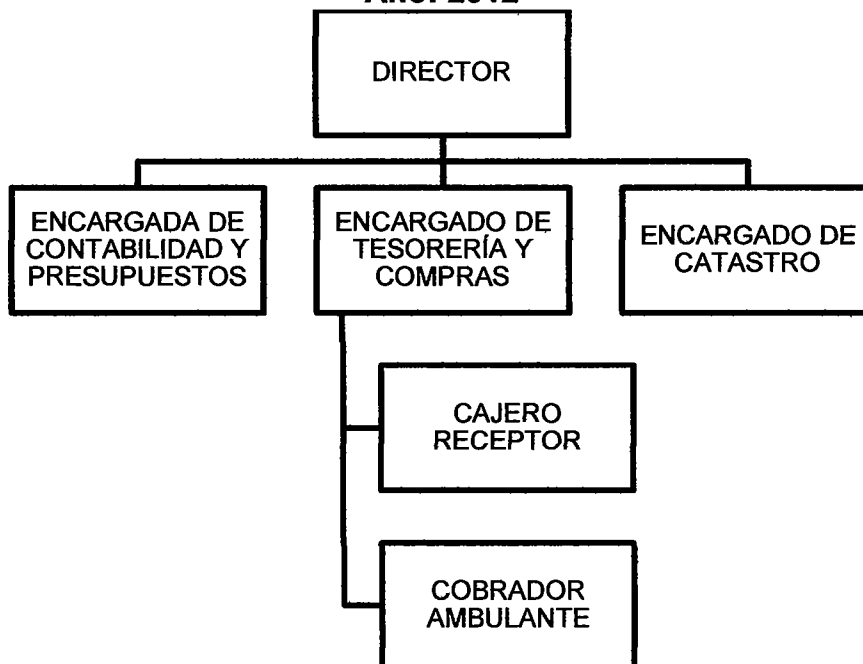 DIRECTOR
ENCARGADA DE
CONTABILIDAD Y
PRESUPUESTOS
ENCARGADO DE
TESORERÍA Y
COMPRAS
ENCARGADO DE
CATASTRO
CAJERO
RECEPTOR
COBRADOR
AMBULANTE